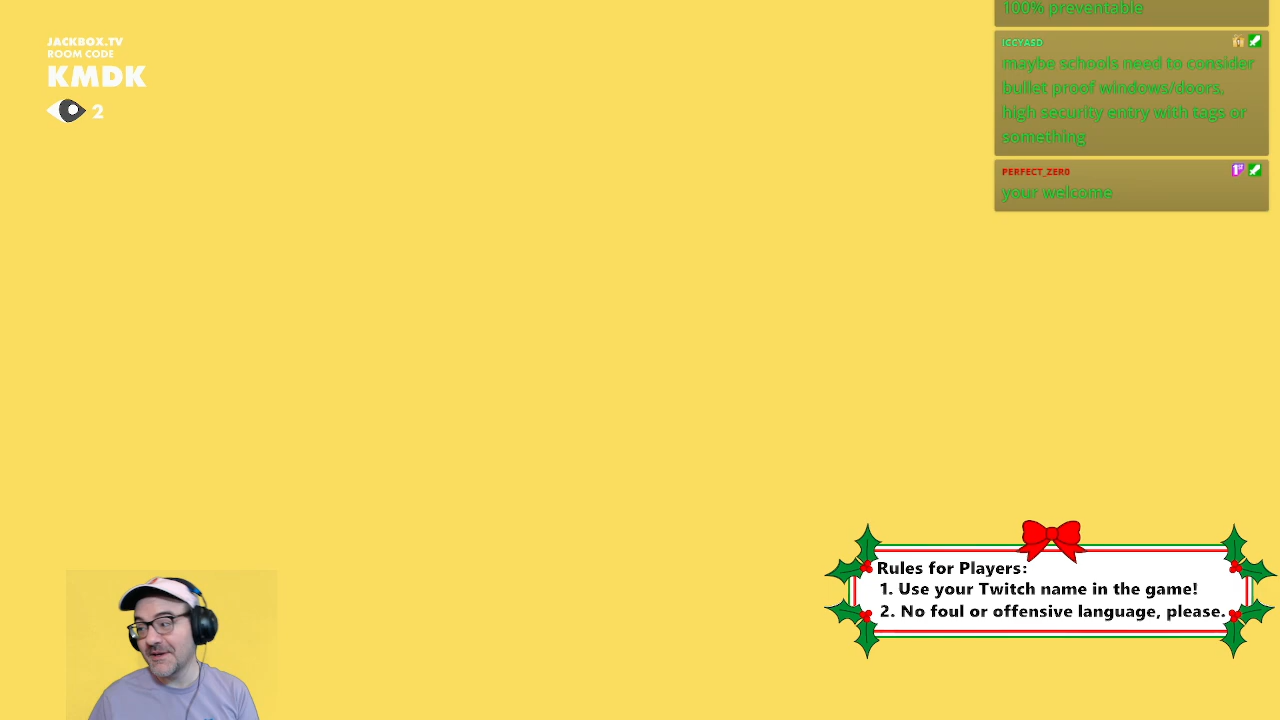 JACKBOX.TV
ROOM CODE
KMDK
2
100% preventable
ICCYASD
maybe schools need to consider
bullet proof windows/doors,
high security entry with tags or
something
PERFECT_ZER0
your welcome
Rules for Players:
1. Use your Twitch name in the game!
2. No foul or offensive language, please.